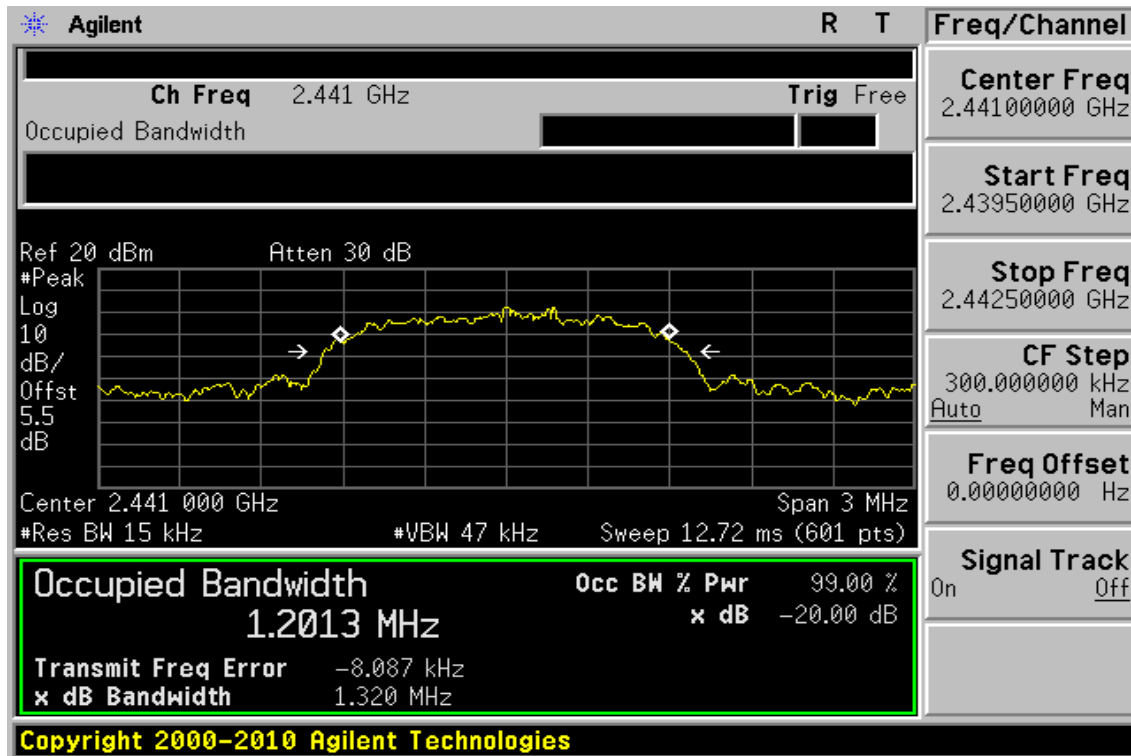 Agilent R T
Ch Freq 2.441 GHz Trig Free
Occupied Bandwidth
Ref 20 dBm Atten 30 dB
#Peak
Log
10
dB/
Offst
5.5
dB
Center 2.441 000 GHz Span 3 MHz
#Res BW 15 kHz #VBW 47 kHz Sweep 12.72 ms (601 pts)
Occupied Bandwidth
1.2013 MHz
Occ BW % Pwr 99.00 %
x dB -20.00 dB
Transmit Freq Error -8.087 kHz
x dB Bandwidth 1.320 MHz
Copyright 2000-2010 Agilent Technologies
Freq/Channel
Center Freq
2.44100000 GHz
Start Freq
2.43950000 GHz
Stop Freq
2.44250000 GHz
CF Step
300.000000 kHz
Auto Man
Freq Offset
0.00000000 Hz
Signal Track
On Off